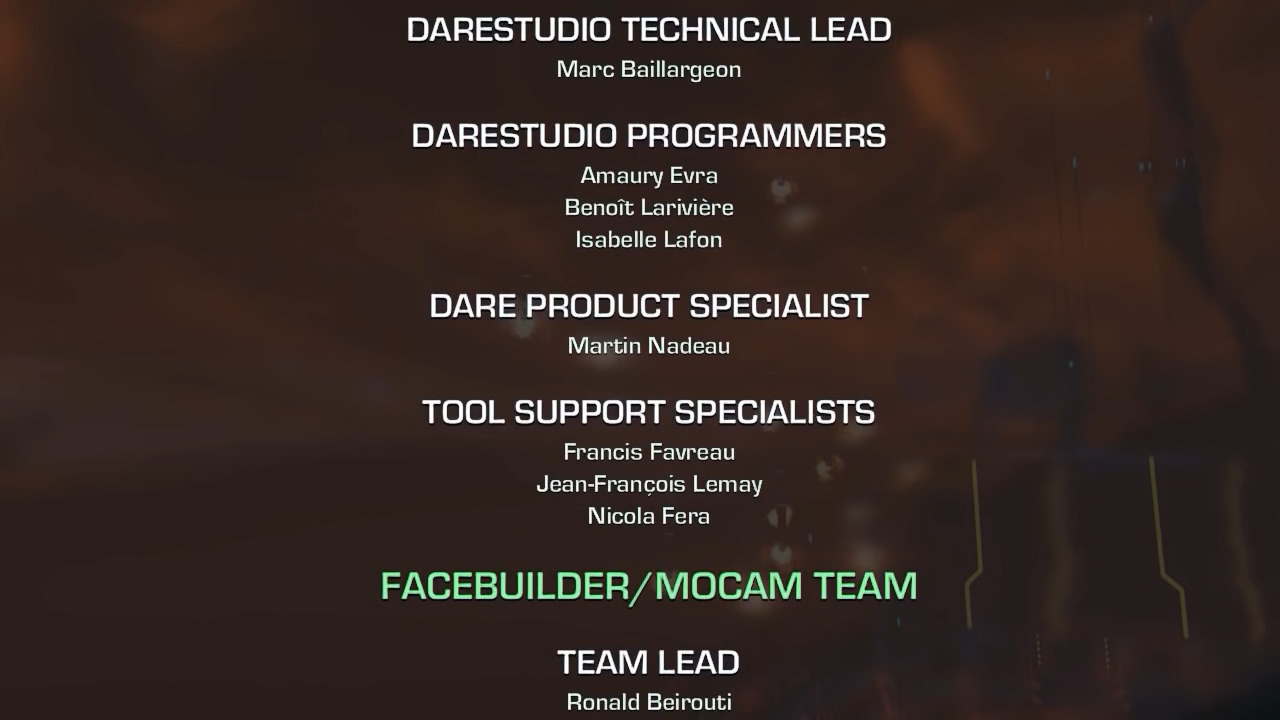 DARESTUDIO TECHNICAL LEAD
Marc Baillargeon
DARESTUDIO PROGRAMMERS
Amaury Evra
Benoît Larivière
Isabelle Lafon
DARE PRODUCT SPECIALIST
Martin Nadeau
TOOL SUPPORT SPECIALISTS
Francis Favreau
Jean-François Lemay
Nicola Fera
FACEBUILDER/MOCAM TEAM
TEAM LEAD
Ronald Beirouti